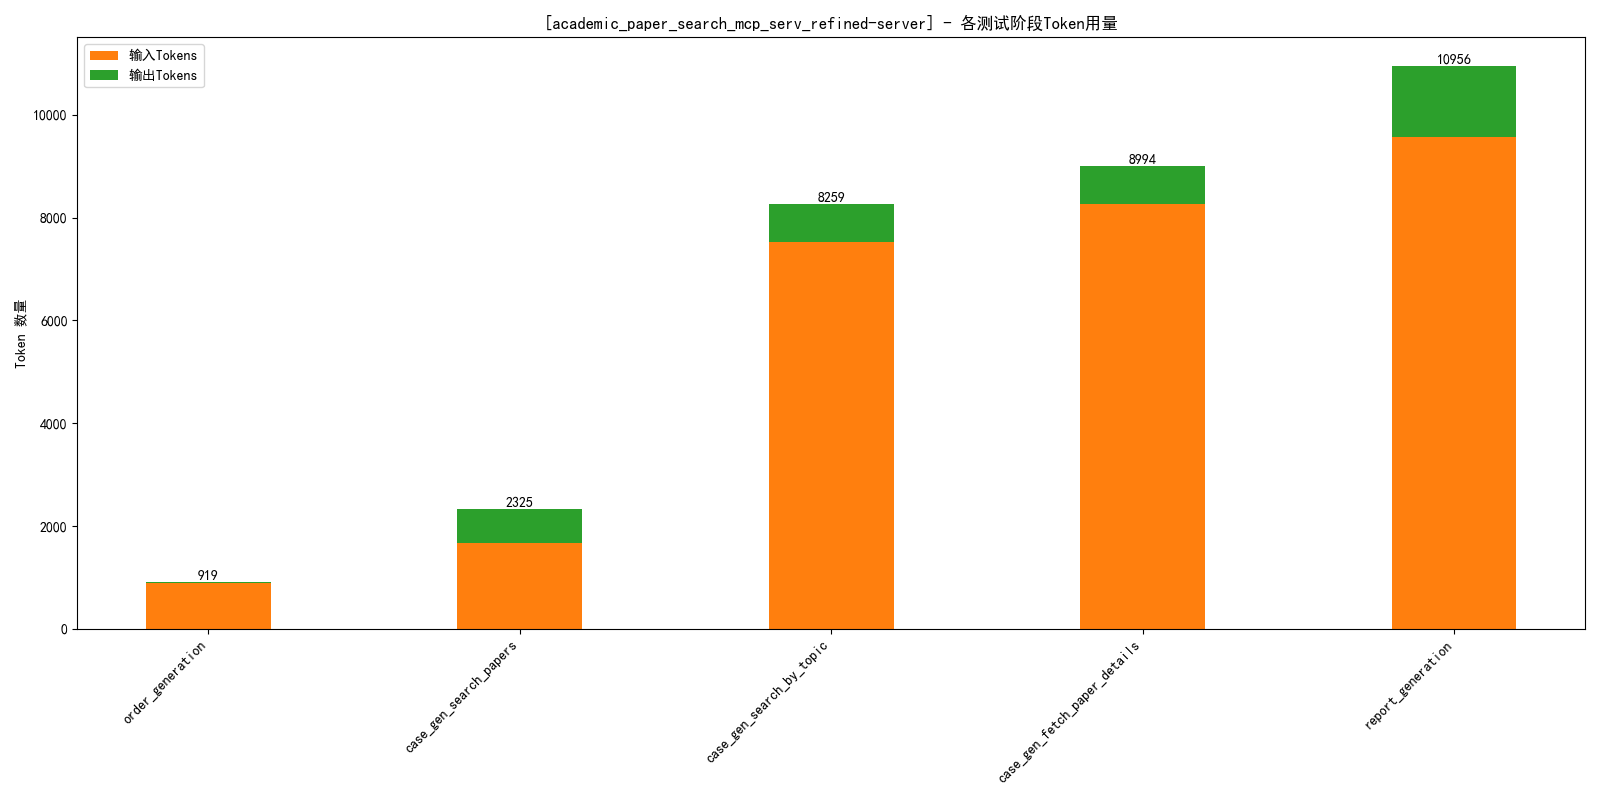 [academic_paper_search_mcp_serv_refined-server] - 各测试阶段Token用量
输入Tokens
输出Tokens
Token 数量
10000
8000
6000
4000
2000
0
919
2325
8259
8994
10956
order_generation
case_gen_search_papers
case_gen_search_by_topic
case_gen_fetch_paper_details
report_generation